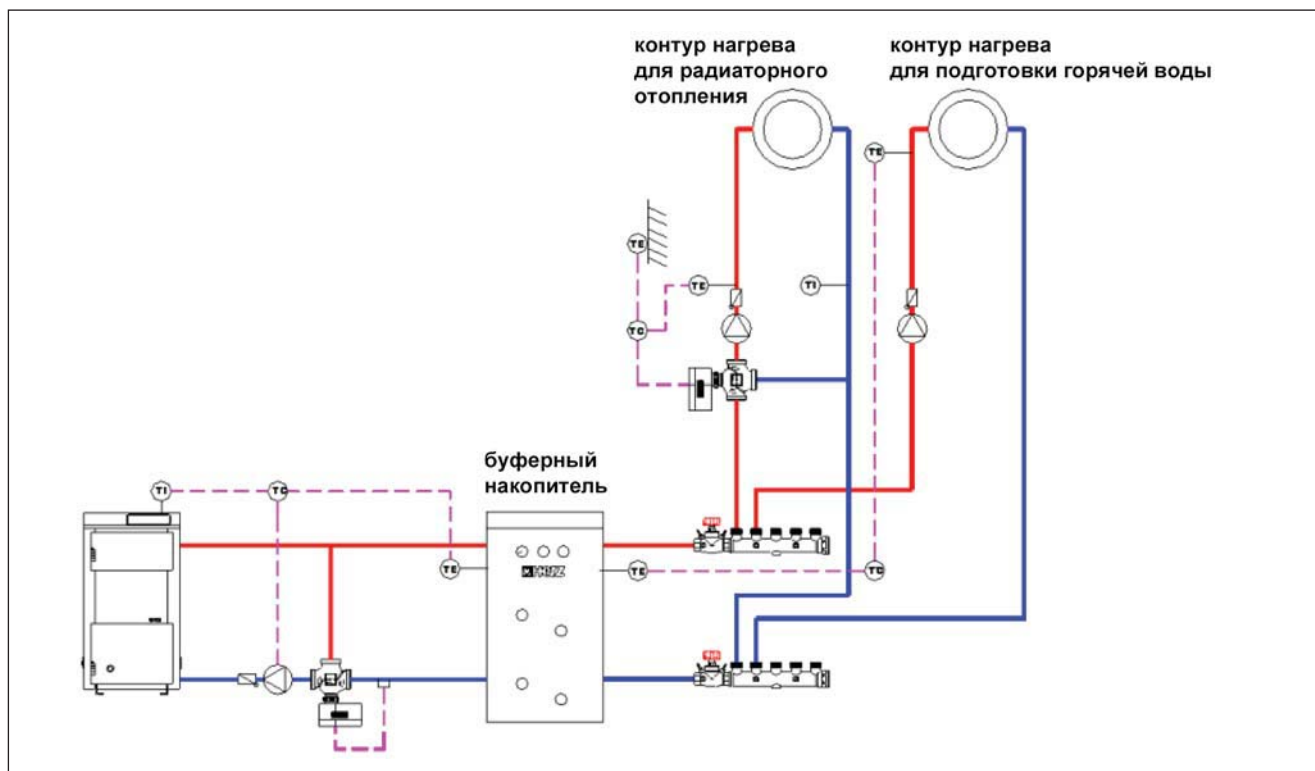 контур нагрева
для радиаторного
отопления
контур нагрева
для подготовки горячей воды
TE
TE
TE
TI
TC
буферный
накопитель
TI
TC
TE
HERZ
TE
TC